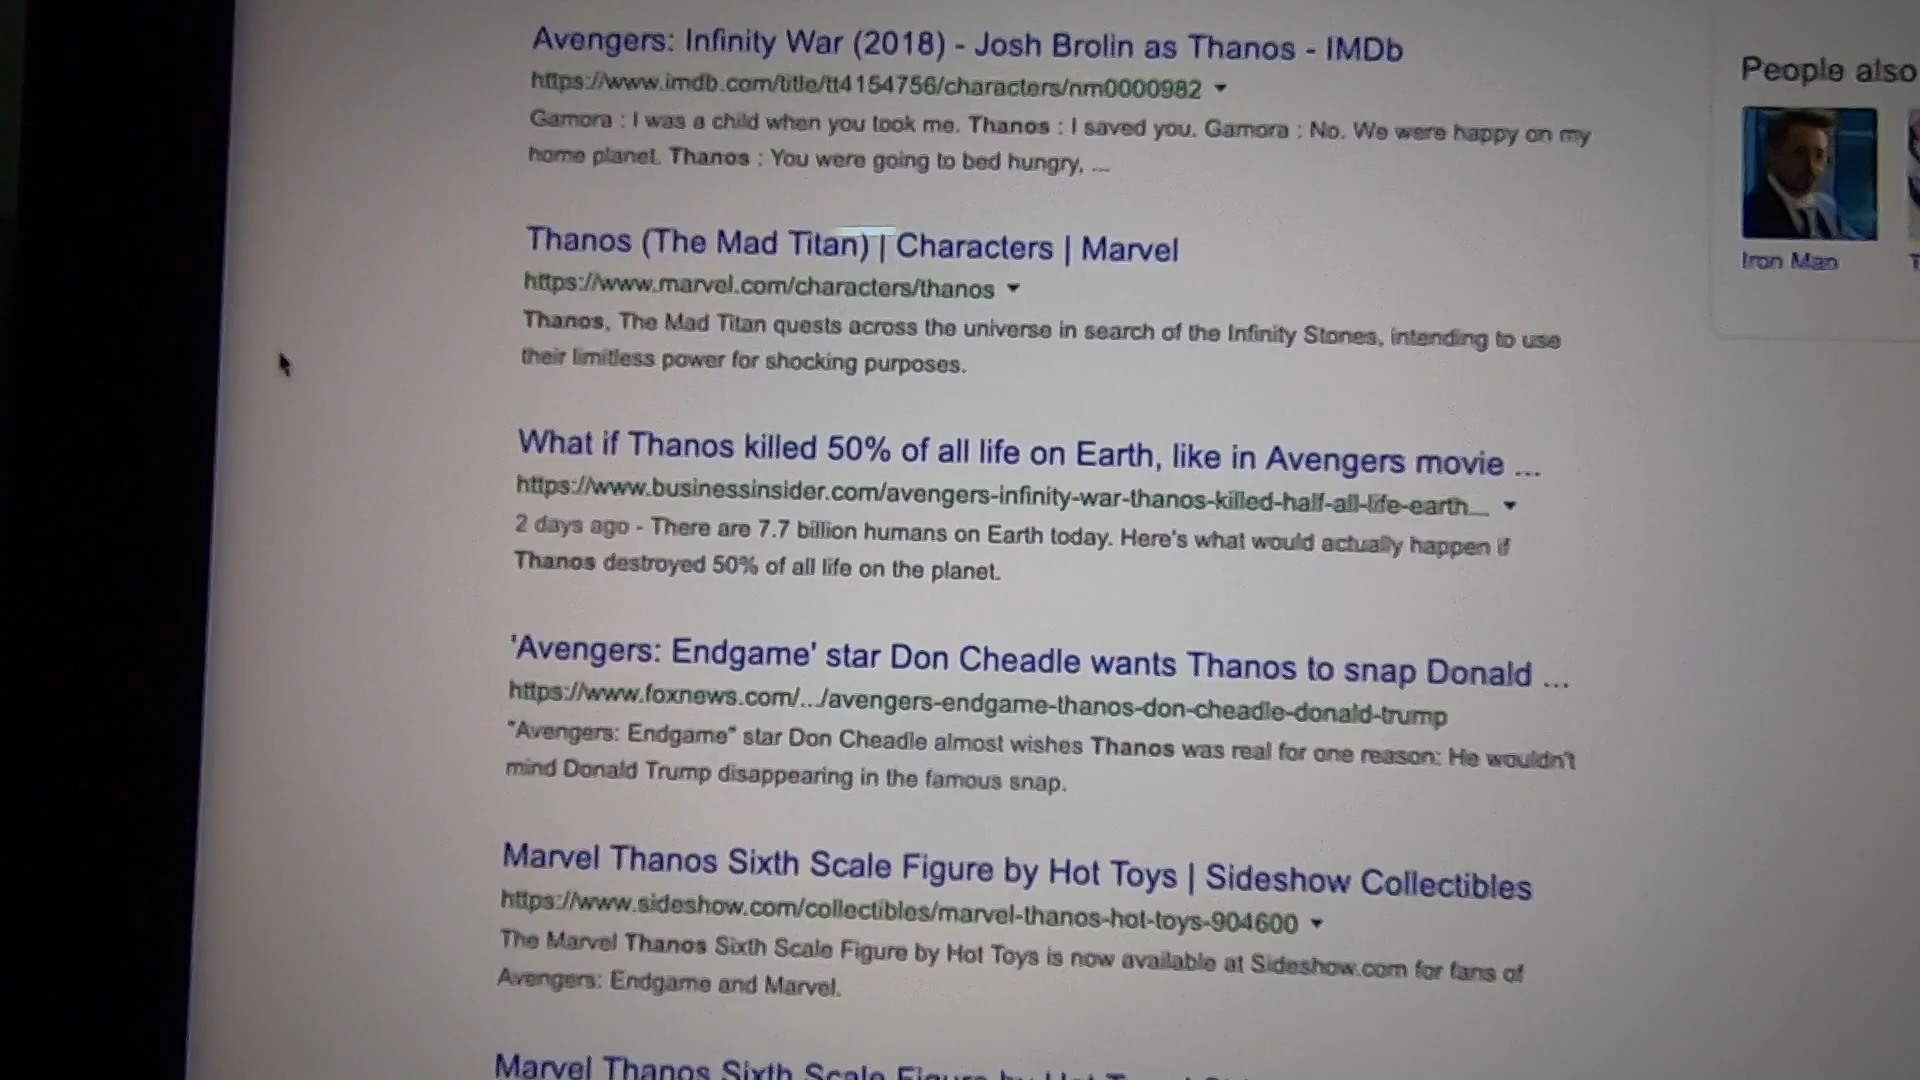 Avengers: Infinity War (2018) - Josh Brolin as Thanos - IMDb
https://www.imdb.com/title/tt4154756/characters/nm0000982
Gamora : I was a child when you took me. Thanos : I saved you. Gamora : No. We were happy on my
home planet. Thanos : You were going to bed hungry, ...
Thanos (The Mad Titan) | Characters | Marvel
https://www.marvel.com/characters/thanos
Thanos, The Mad Titan quests across the universe in search of the Infinity Stones, intending to use
their limitless power for shocking purposes.
What if Thanos killed 50% of all life on Earth, like in Avengers movie ...
https://www.businessinsider.com/avengers-infinity-war-thanos-killed-half-all-life-earth...
2 days ago - There are 7.7 billion humans on Earth today. Here's what would actually happen if
Thanos destroyed 50% of all life on the planet.
'Avengers: Endgame' star Don Cheadle wants Thanos to snap Donald ...
https://www.foxnews.com/.../avengers-endgame-thanos-don-cheadle-donald-trump
"Avengers: Endgame" star Don Cheadle almost wishes Thanos was real for one reason: He wouldn't
mind Donald Trump disappearing in the famous snap.
Marvel Thanos Sixth Scale Figure by Hot Toys | Sideshow Collectibles
https://www.sideshow.com/collectibles/marvel-thanos-hot-toys-904600
The Marvel Thanos Sixth Scale Figure by Hot Toys is now available at Sideshow.com for fans of
Avengers: Endgame and Marvel.
Marvel Thanos Sixth Scale Figure by Hot
People also
Iron Man